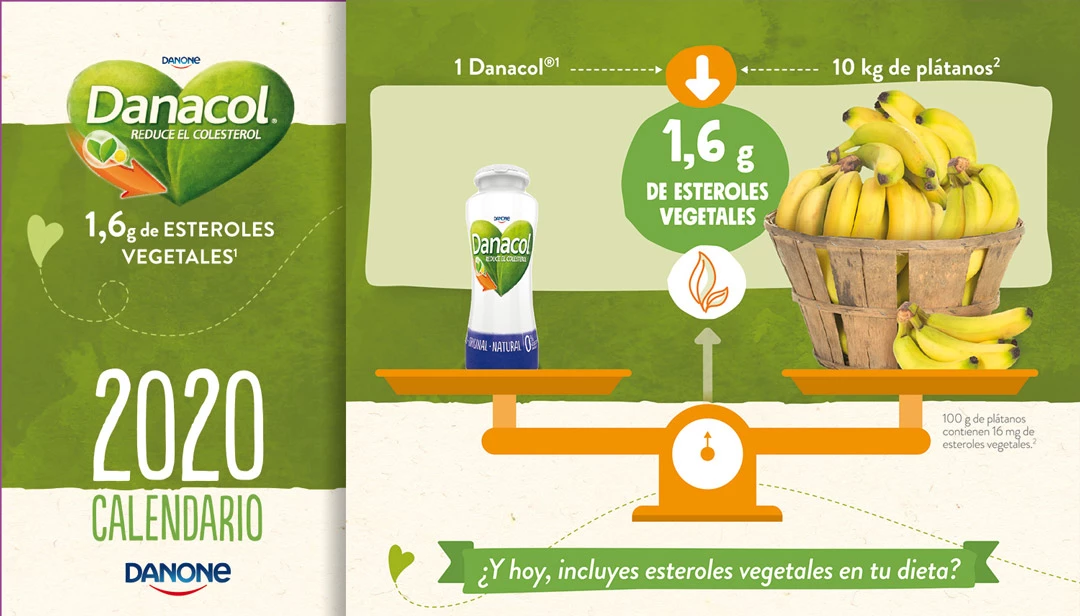 DANONE
Danacol®
REDUCE EL COLESTEROL
1,6g de ESTEROLES
VEGETALES¹
2020
CALENDARIO
DANONE
1 Danacol®¹
10 kg de plátanos²
1,6 g
DE ESTEROLES
VEGETALES
DANONE
Danacol
REDUCE EL COLESTEROL
ORIGINAL · NATURAL 0%
100 g de plátanos
contienen 16 mg de
esteroles vegetales.²
¿Y hoy, incluyes esteroles vegetales en tu dieta?